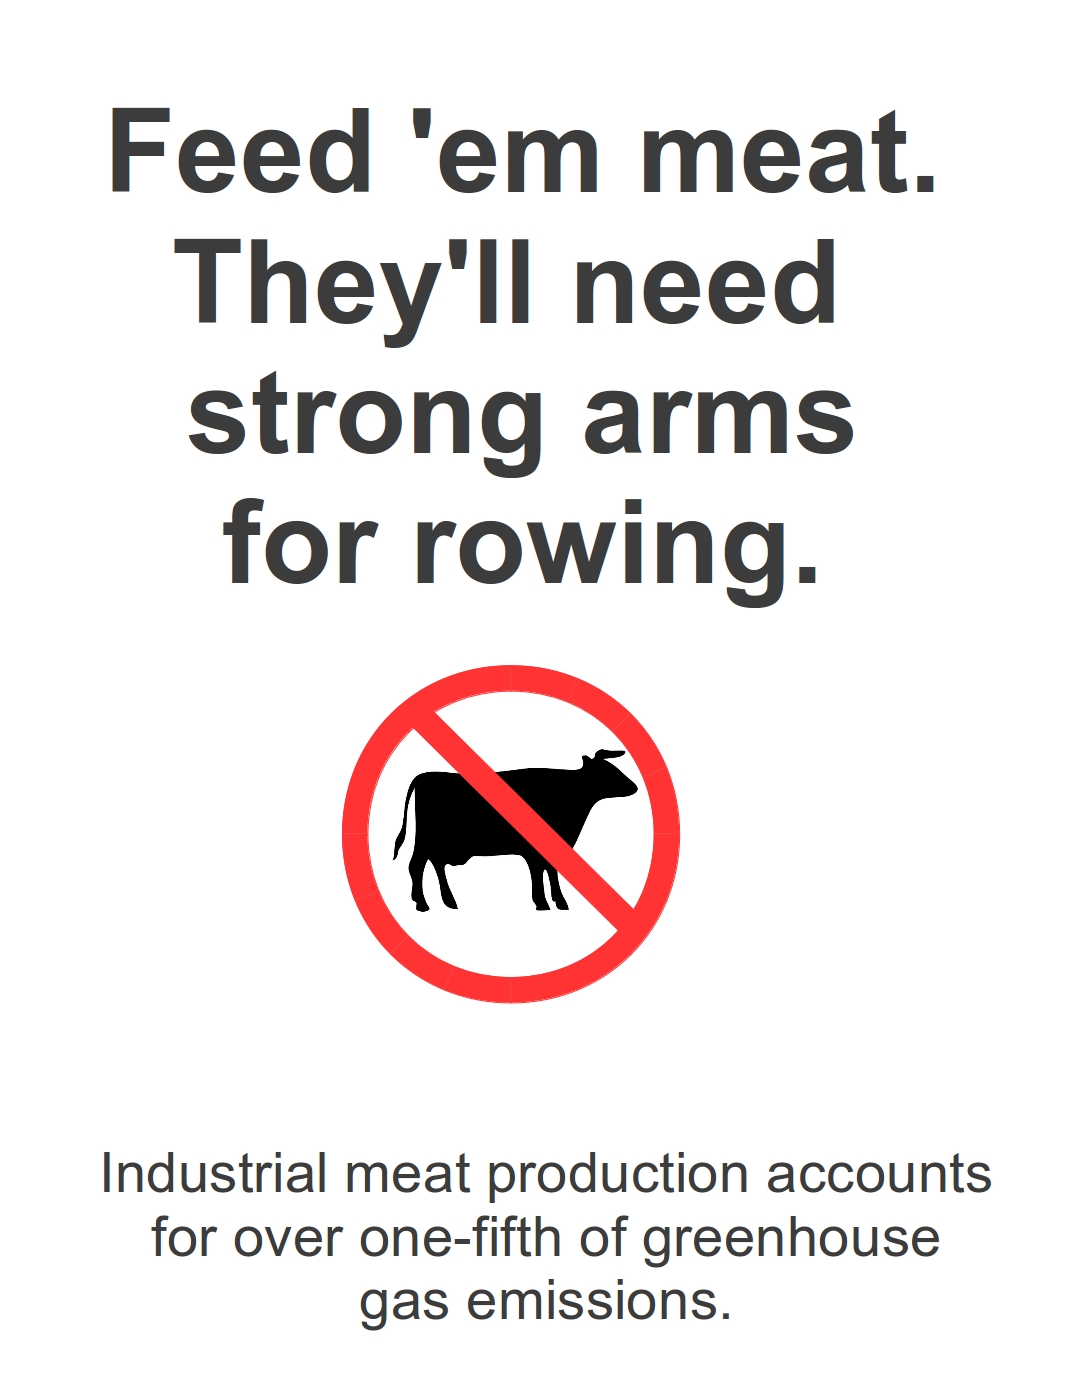 Feed 'em meat.
They'll need
strong arms
for rowing.
Industrial meat production accounts
for over one-fifth of greenhouse
gas emissions.